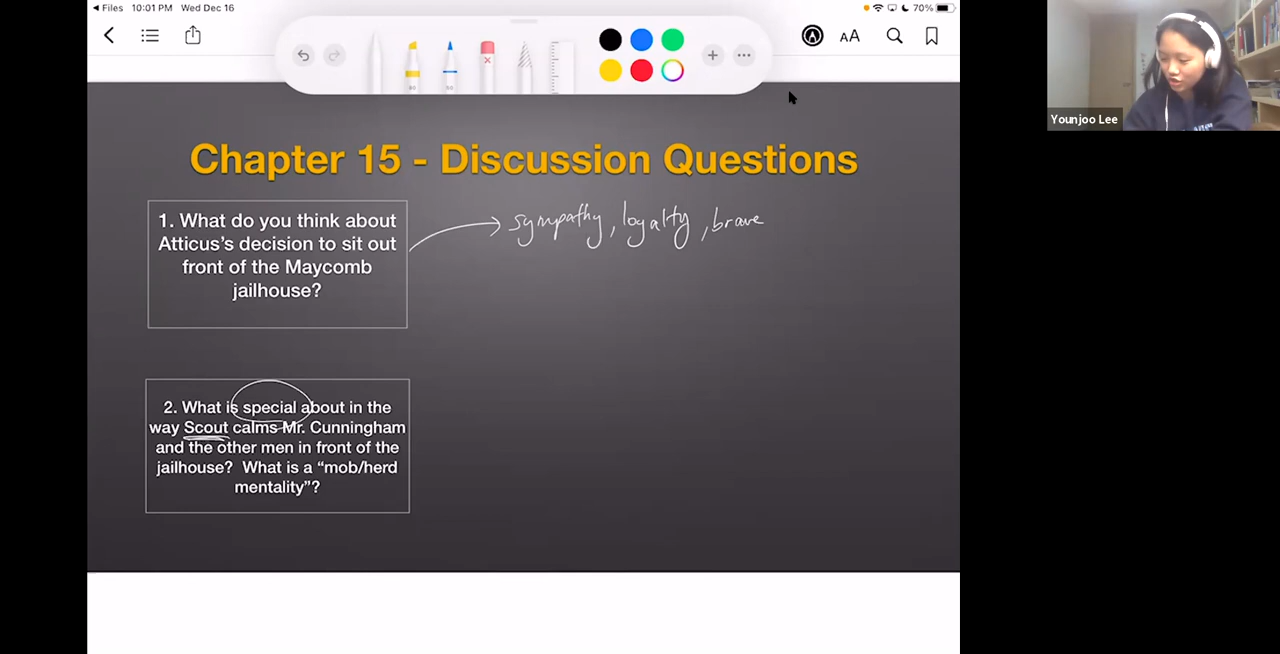 Files 10:01 PM Wed Dec 16
70%
AA
Younjoo Lee
Chapter 15 - Discussion Questions
1. What do you think about
Atticus's decision to sit out
front of the Maycomb
jailhouse?
sympathy, loyalty, brave
2. What is special about in the
way Scout calms Mr. Cunningham
and the other men in front of the
jailhouse? What is a “mob/herd
mentality”?